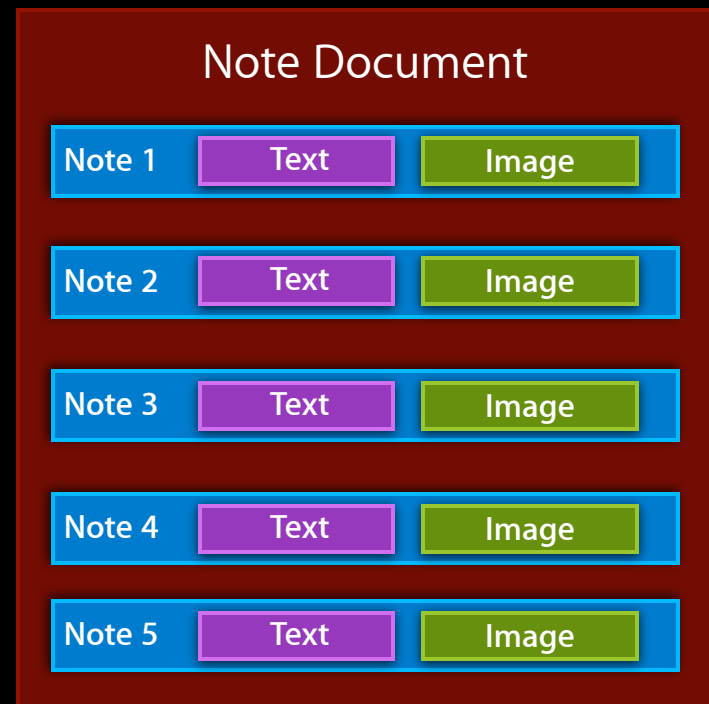 Note Document
Note 1 Text Image
Note 2 Text Image
Note 3 Text Image
Note 4 Text Image
Note 5 Text Image